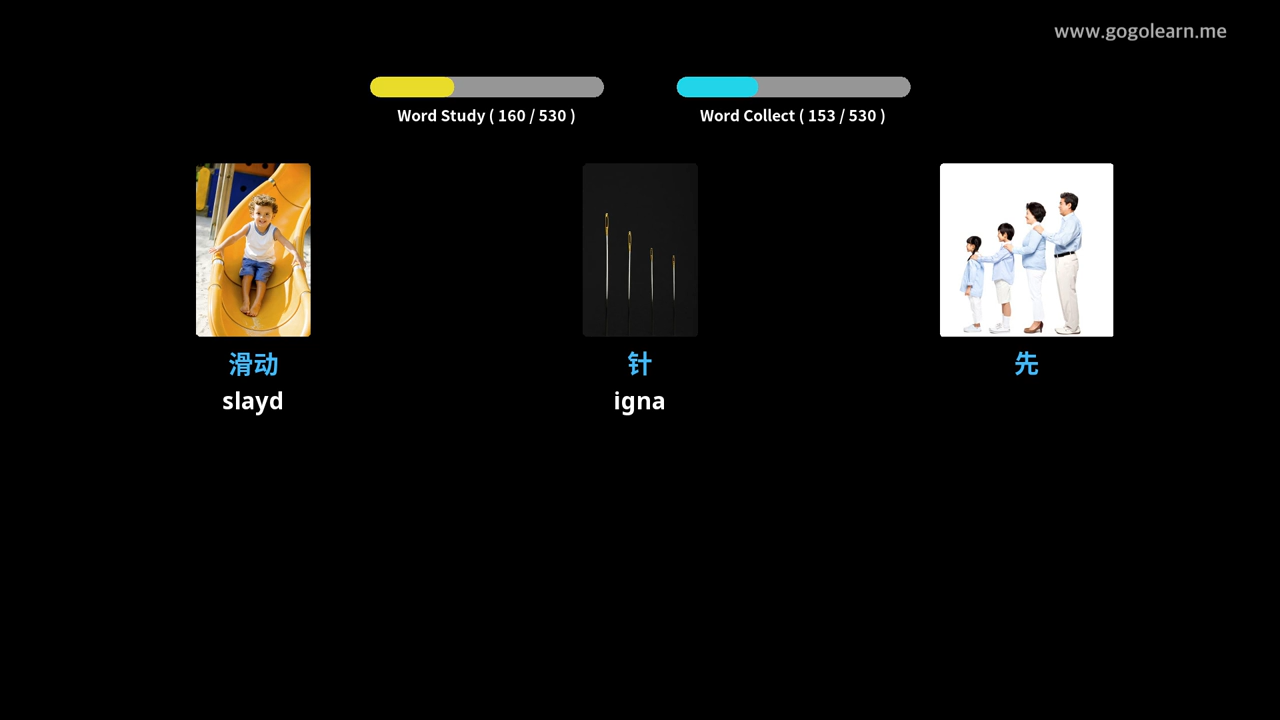 www.gogolearn.me
Word Study ( 160 / 530 )
Word Collect ( 153 / 530 )
滑动
slayd
针
igna
先